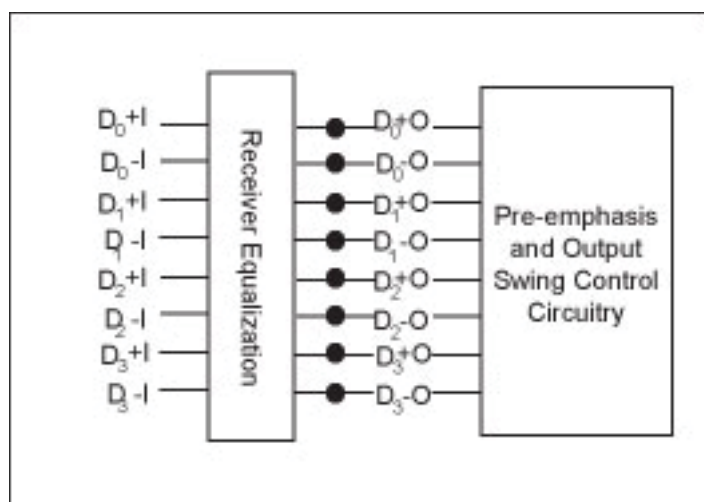 D0+I
D0-I
D1+I
D1-I
D2+I
D2-I
D3+I
D3-I
Receiver Equalization
D0+O
D0-O
D1+O
D1-O
D2+O
D2-O
D3+O
D3-O
Pre-emphasis
and Output
Swing Control
Circuitry